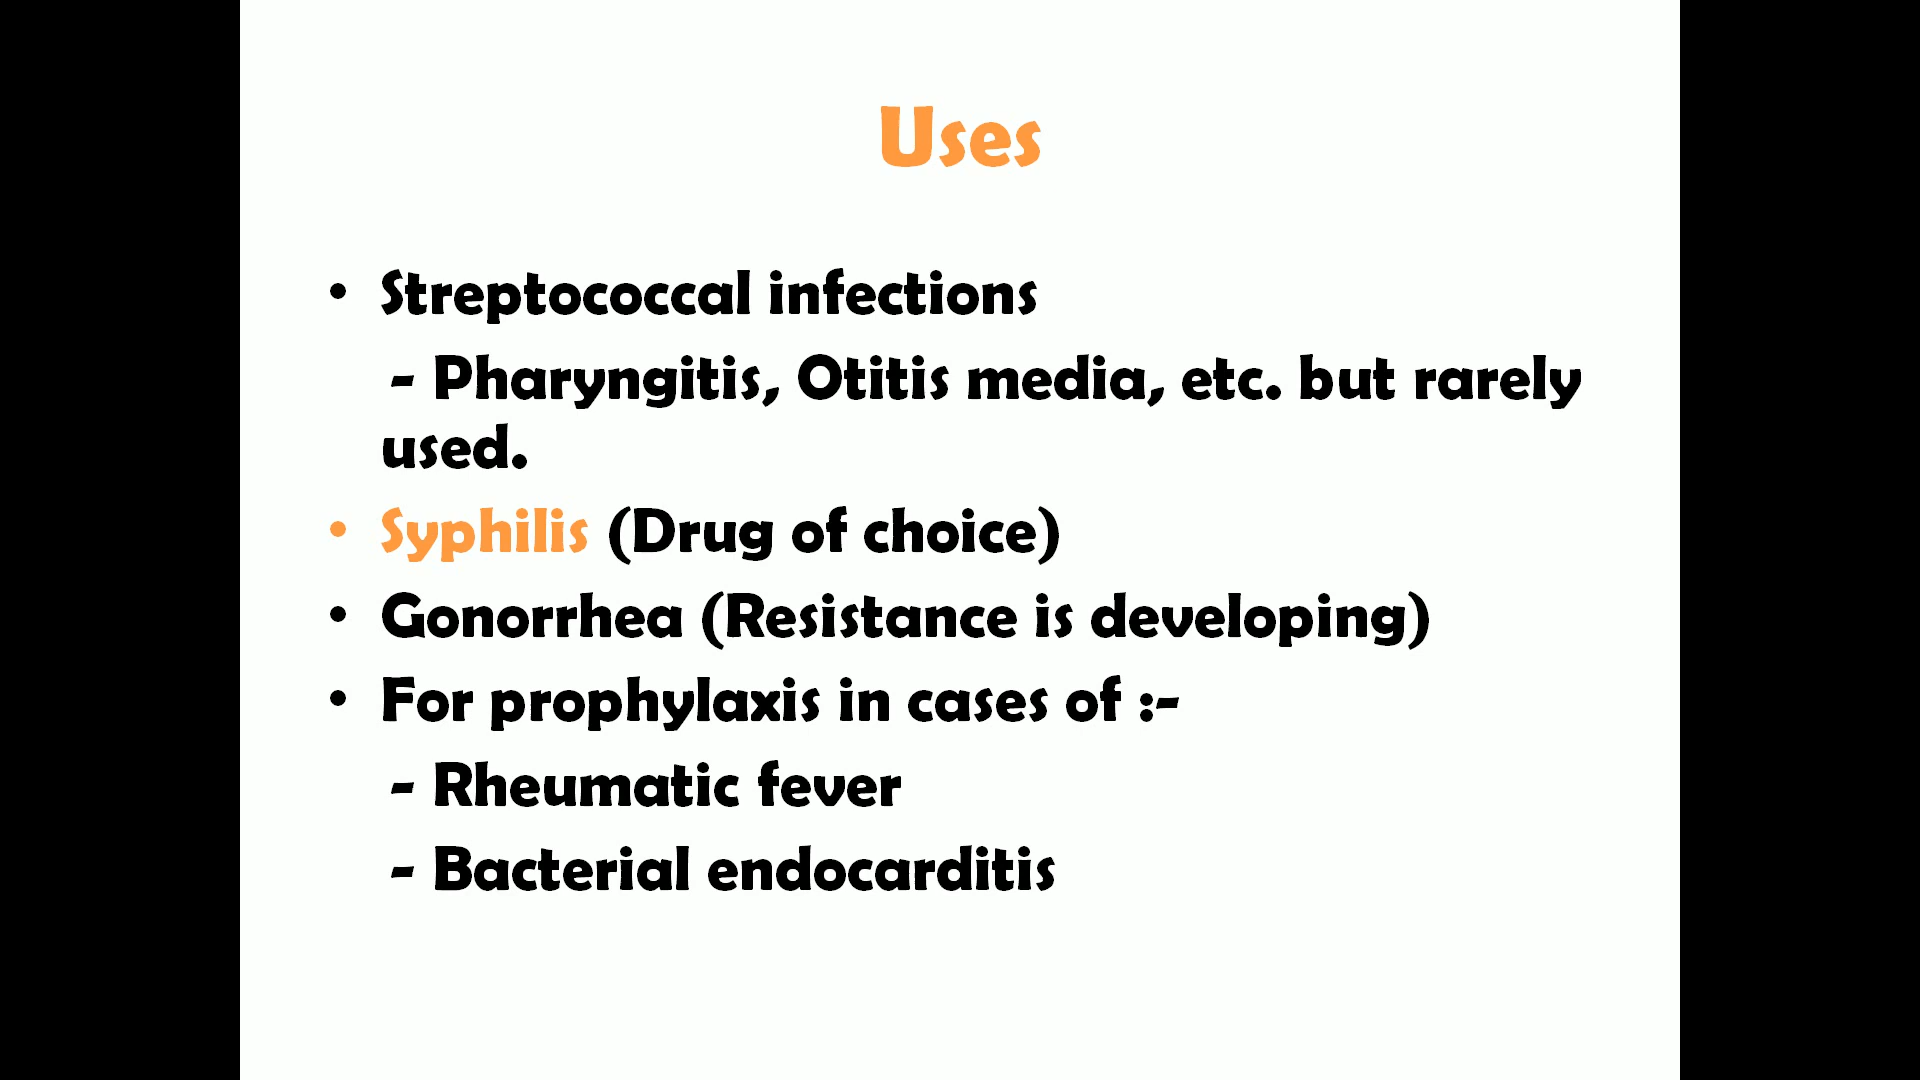 Uses
• Streptococcal infections
- Pharyngitis, Otitis media, etc. but rarely
used.
• Syphilis (Drug of choice)
• Gonorrhea (Resistance is developing)
• For prophylaxis in cases of :-
- Rheumatic fever
- Bacterial endocarditis